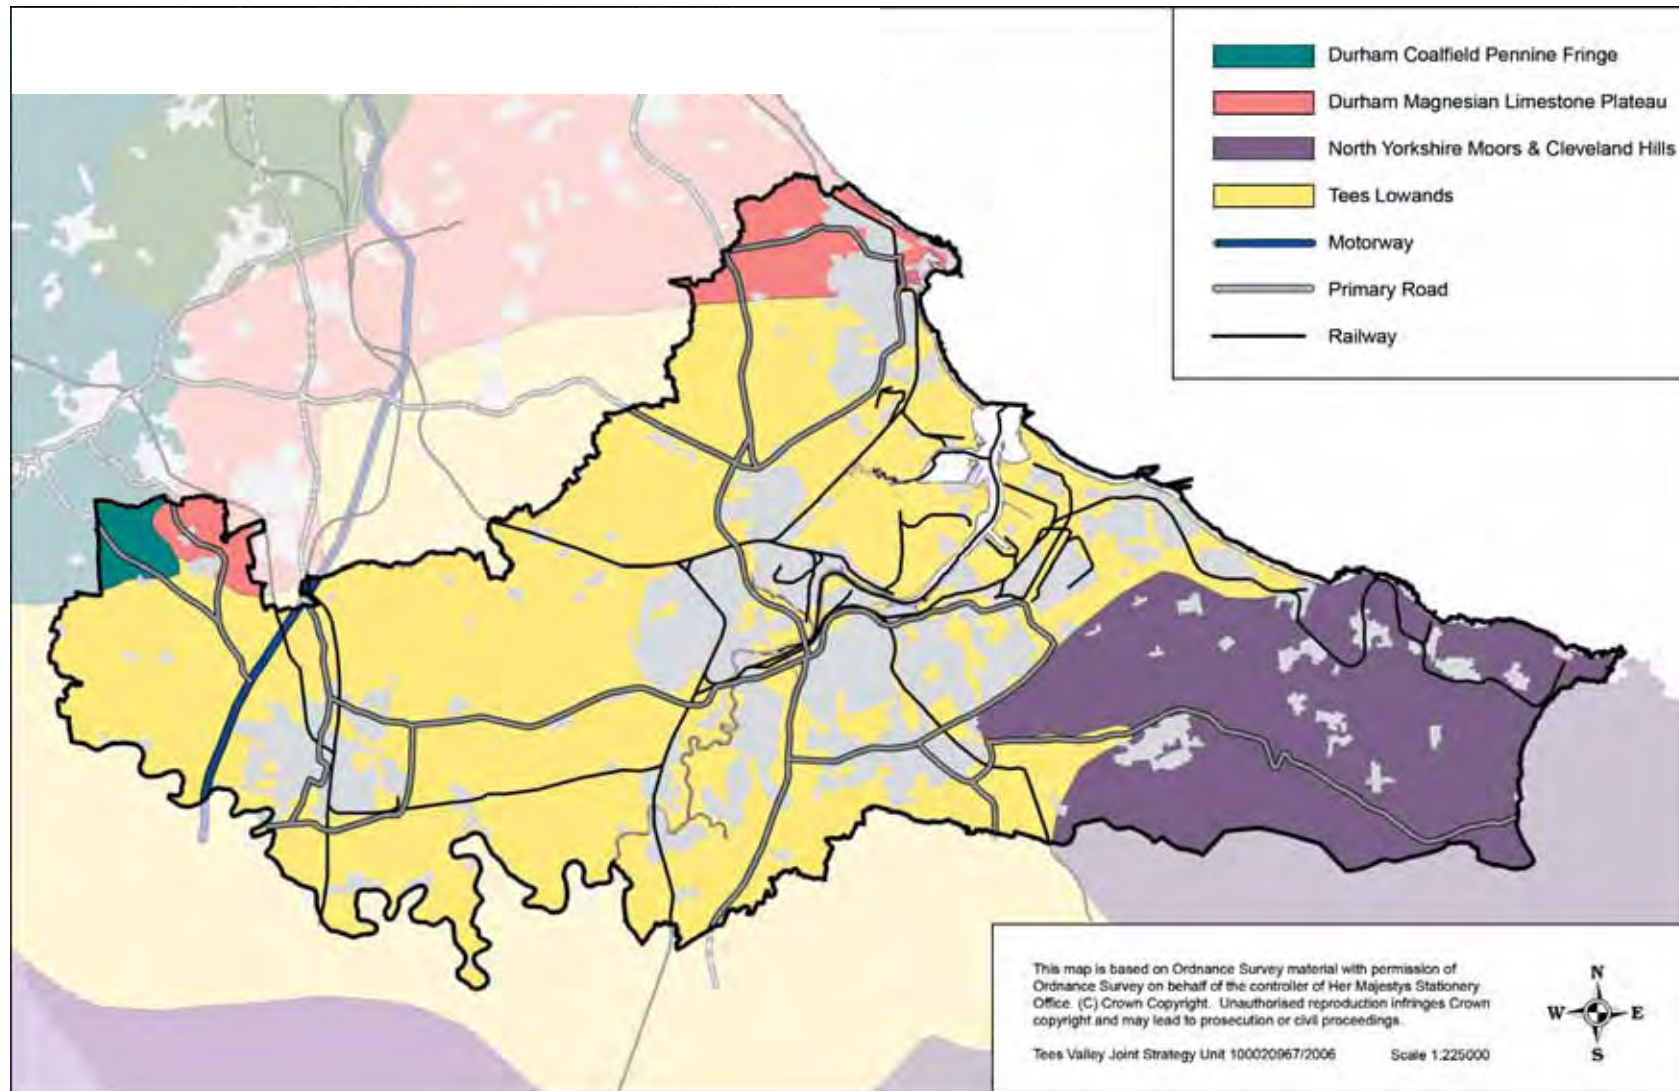 Durham Coalfield Pennine Fringe
Durham Magnesian Limestone Plateau
North Yorkshire Moors & Cleveland Hills
Tees Lowands
Motorway
Primary Road
Railway
This map is based on Ordnance Survey material with permission of
Ordnance Survey on behalf of the controller of Her Majestys Stationery
Office. (C) Crown Copyright. Unauthorised reproduction infringes Crown
copyright and may lead to prosecution or civil proceedings.
Tees Valley Joint Strategy Unit 100020967/2006 Scale 1:225000
N
W E
S